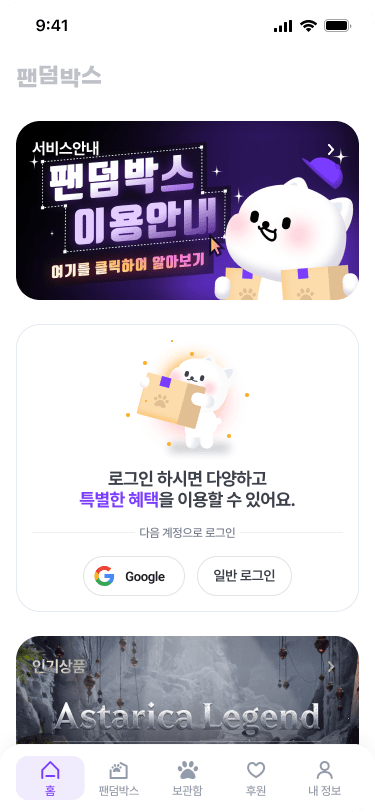 9:41
팬덤박스
서비스안내
팬덤박스
이용안내
여기를 클릭하여 알아보기
로그인 하시면 다양하고
특별한 혜택을 이용할 수 있어요.
다음 계정으로 로그인
Google
일반 로그인
인기상품
Astarica Legend
홈
팬덤박스
보관함
후원
내 정보